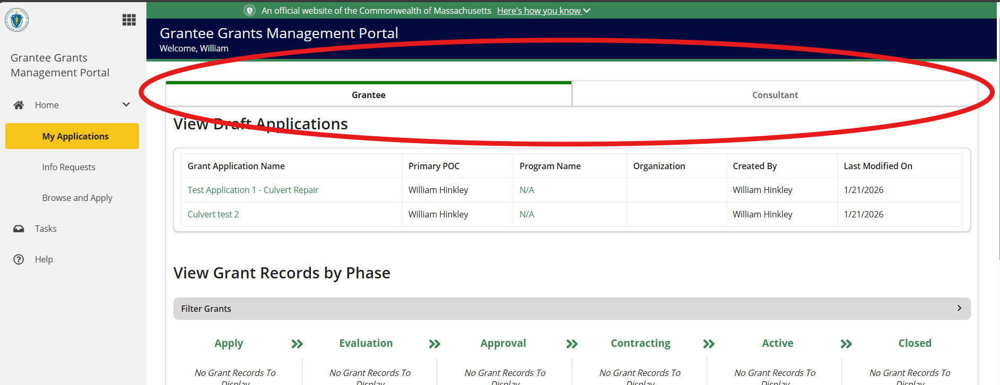 An official website of the Commonwealth of Massachusetts Here's how you know
Grantee Grants Management Portal
Welcome, William
Grantee Grants
Management Portal
Home
My Applications
Info Requests
Browse and Apply
Tasks
Help
Grantee Consultant
View Draft Applications
Grant Application Name Primary POC Program Name Organization Created By Last Modified On
Test Application 1 - Culvert Repair William Hinkley N/A William Hinkley 1/21/2026
Culvert test 2 William Hinkley N/A William Hinkley 1/21/2026
View Grant Records by Phase
Filter Grants
Apply Evaluation Approval Contracting Active Closed
No Grant Records To No Grant Records To No Grant Records To No Grant Records To No Grant Records To No Grant Records To
Display Display Display Display Display Display